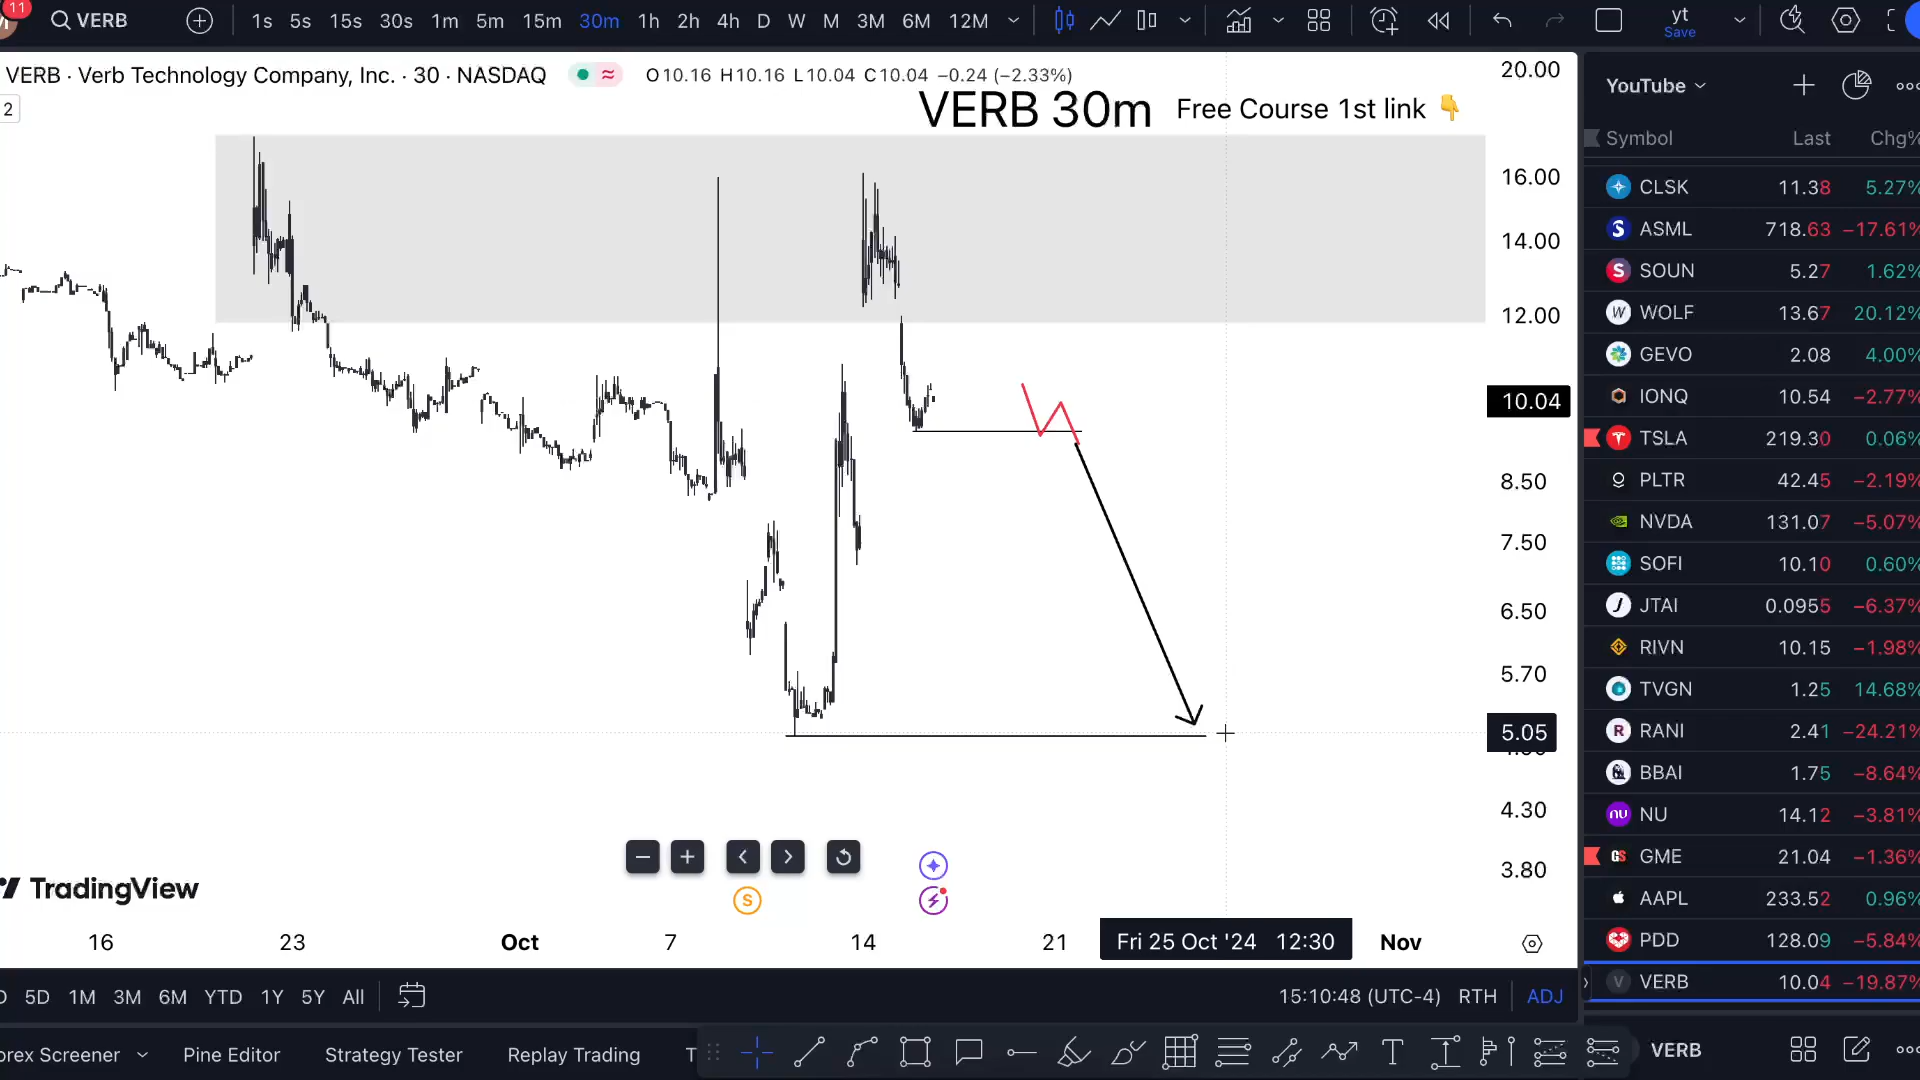 11
VERB
1s 5s 15s 30s 1m 5m 15m 30m 1h 2h 4h D W M 3M 6M 12M
yt
Save
VERB · Verb Technology Company, Inc. · 30 · NASDAQ
O10.16 H10.16 L10.04 C10.04 −0.24 (−2.33%)
2
VERB 30m Free Course 1st link 👇
20.00
16.00
14.00
12.00
10.04
8.50
7.50
6.50
5.70
5.05
4.30
3.80
TradingView
S
16 23 Oct 7 14 21 Fri 25 Oct '24 12:30 Nov
5D 1M 3M 6M YTD 1Y 5Y All
15:10:48 (UTC-4) RTH ADJ
orex Screener Pine Editor Strategy Tester Replay Trading T
YouTube
Symbol Last Chg%
CLSK 11.38 5.27%
ASML 718.63 −17.61%
SOUN 5.27 1.62%
WOLF 13.67 20.12%
GEVO 2.08 4.00%
IONQ 10.54 −2.77%
TSLA 219.30 0.06%
PLTR 42.45 −2.19%
NVDA 131.07 −5.07%
SOFI 10.10 0.60%
JTAI 0.0955 −6.37%
RIVN 10.15 −1.98%
TVGN 1.25 14.68%
RANI 2.41 −24.21%
BBAI 1.75 −8.64%
NU 14.12 −3.81%
GME 21.04 −1.36%
AAPL 233.52 0.96%
PDD 128.09 −5.84%
VERB 10.04 −19.87%
VERB